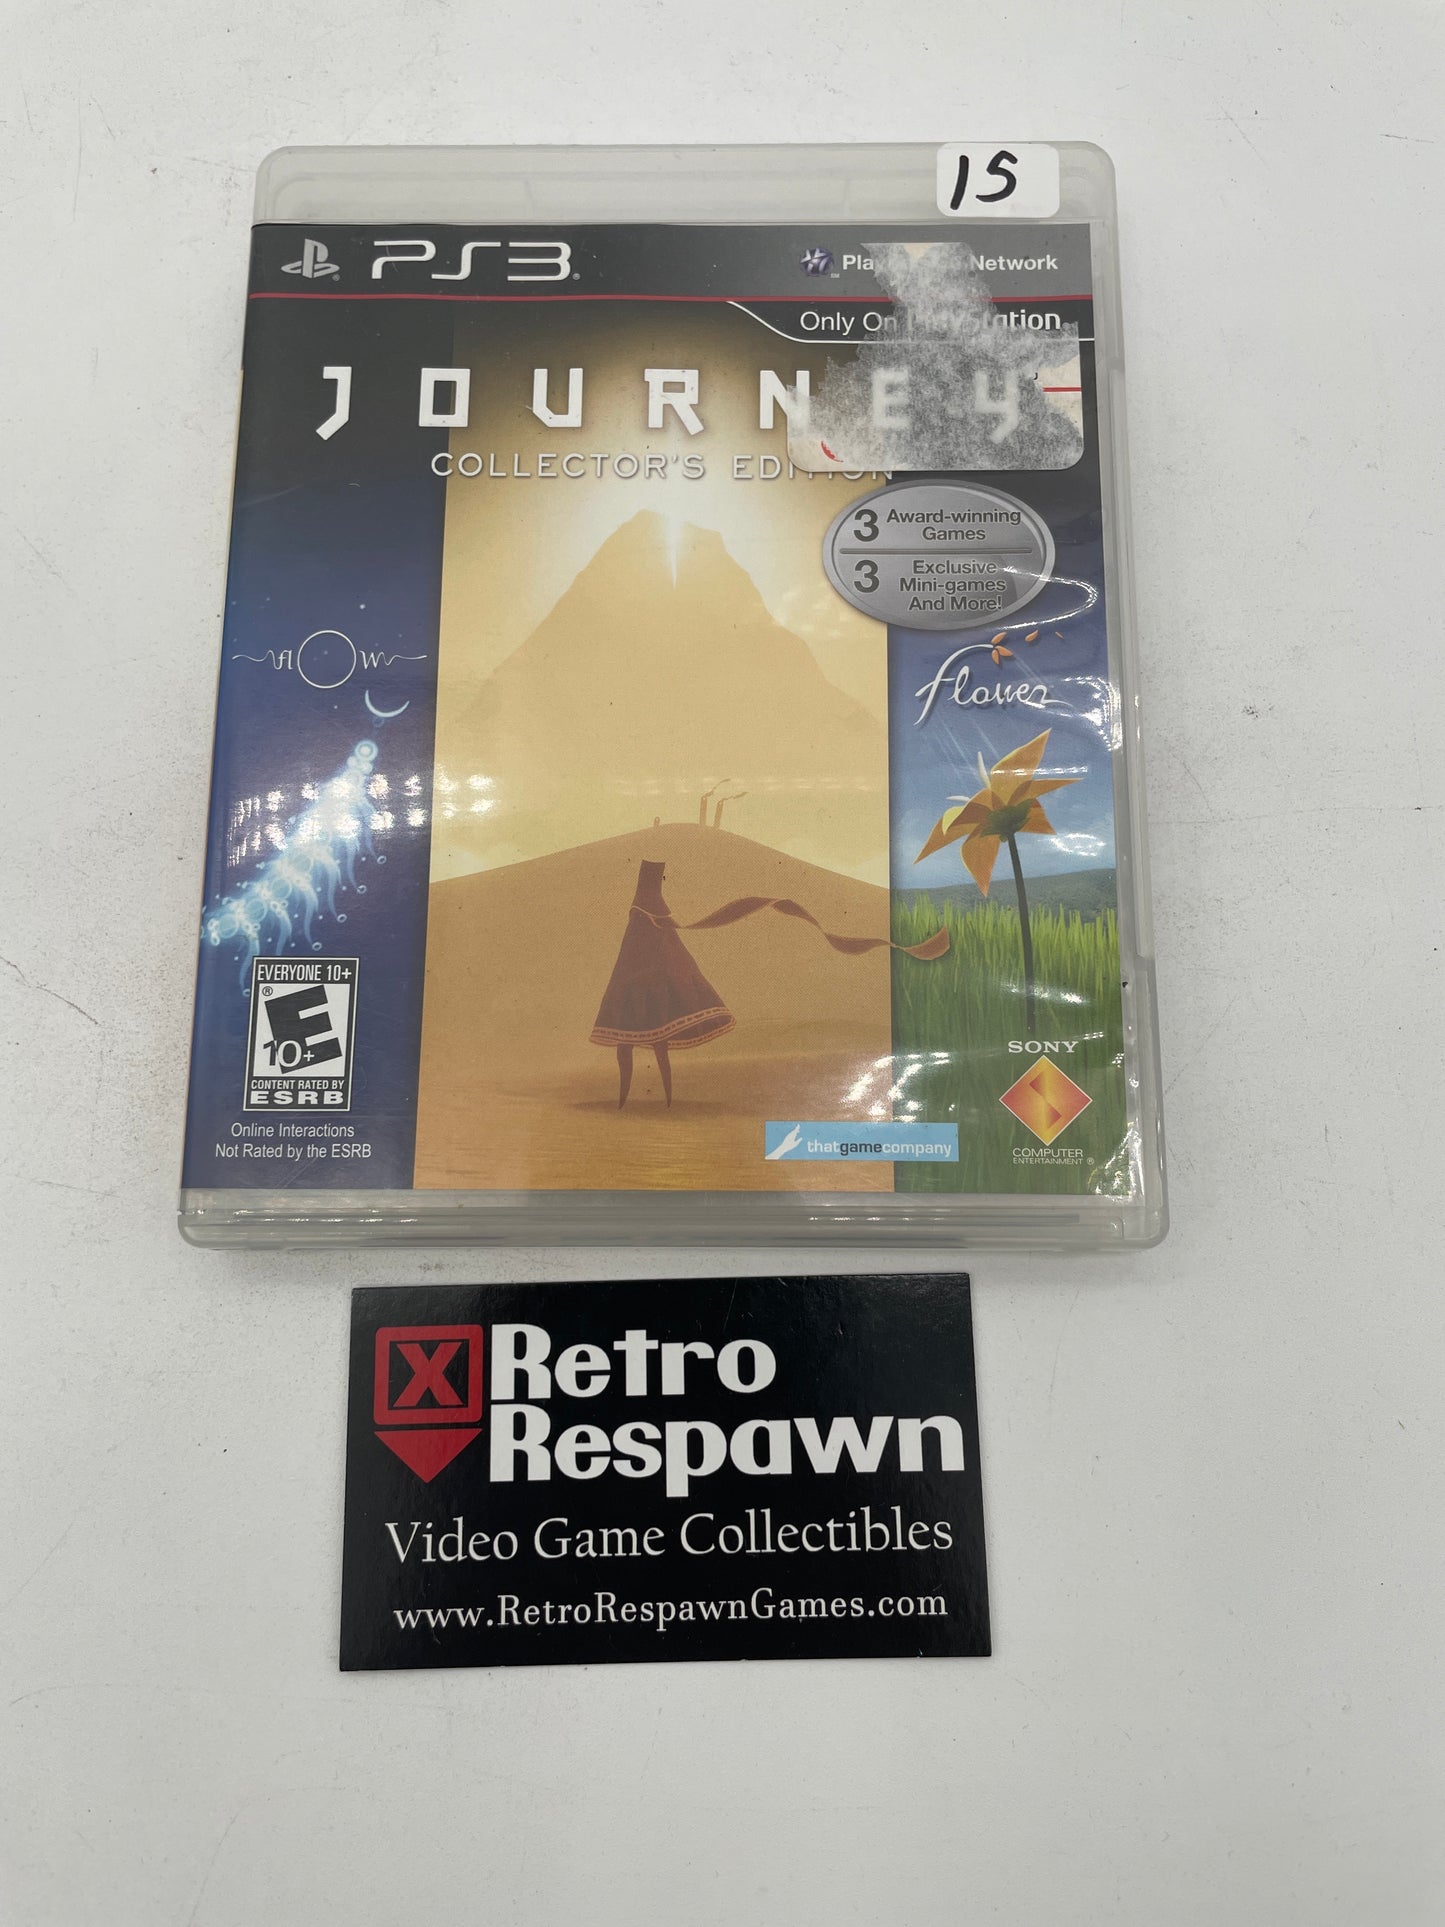 15
PS3
Network
Only On PlayStation
JOURNEY
COLLECTOR'S EDITION
3 Award-winning
Games
3 Exclusive
Mini-games
And More!
flOw
flower
EVERYONE 10+
E
10+
CONTENT RATED BY
ESRB
Online Interactions
Not Rated by the ESRB
thatgamecompany
SONY
COMPUTER
ENTERTAINMENT®
X
Retro
Respawn
Video Game Collectibles
www.RetroRespawnGames.com